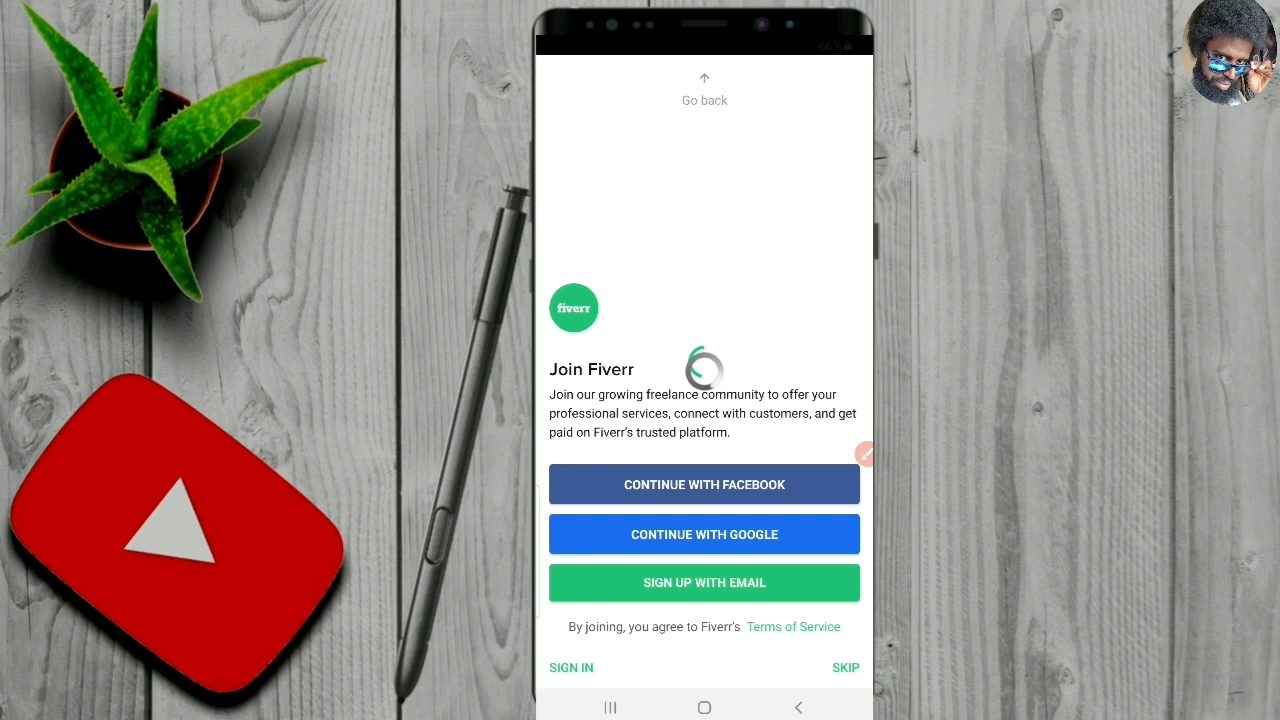 66%
Go back
fiverr
Join Fiverr
Join our growing freelance community to offer your
professional services, connect with customers, and get
paid on Fiverr's trusted platform.
CONTINUE WITH FACEBOOK
CONTINUE WITH GOOGLE
SIGN UP WITH EMAIL
By joining, you agree to Fiverr's Terms of Service
SIGN IN SKIP